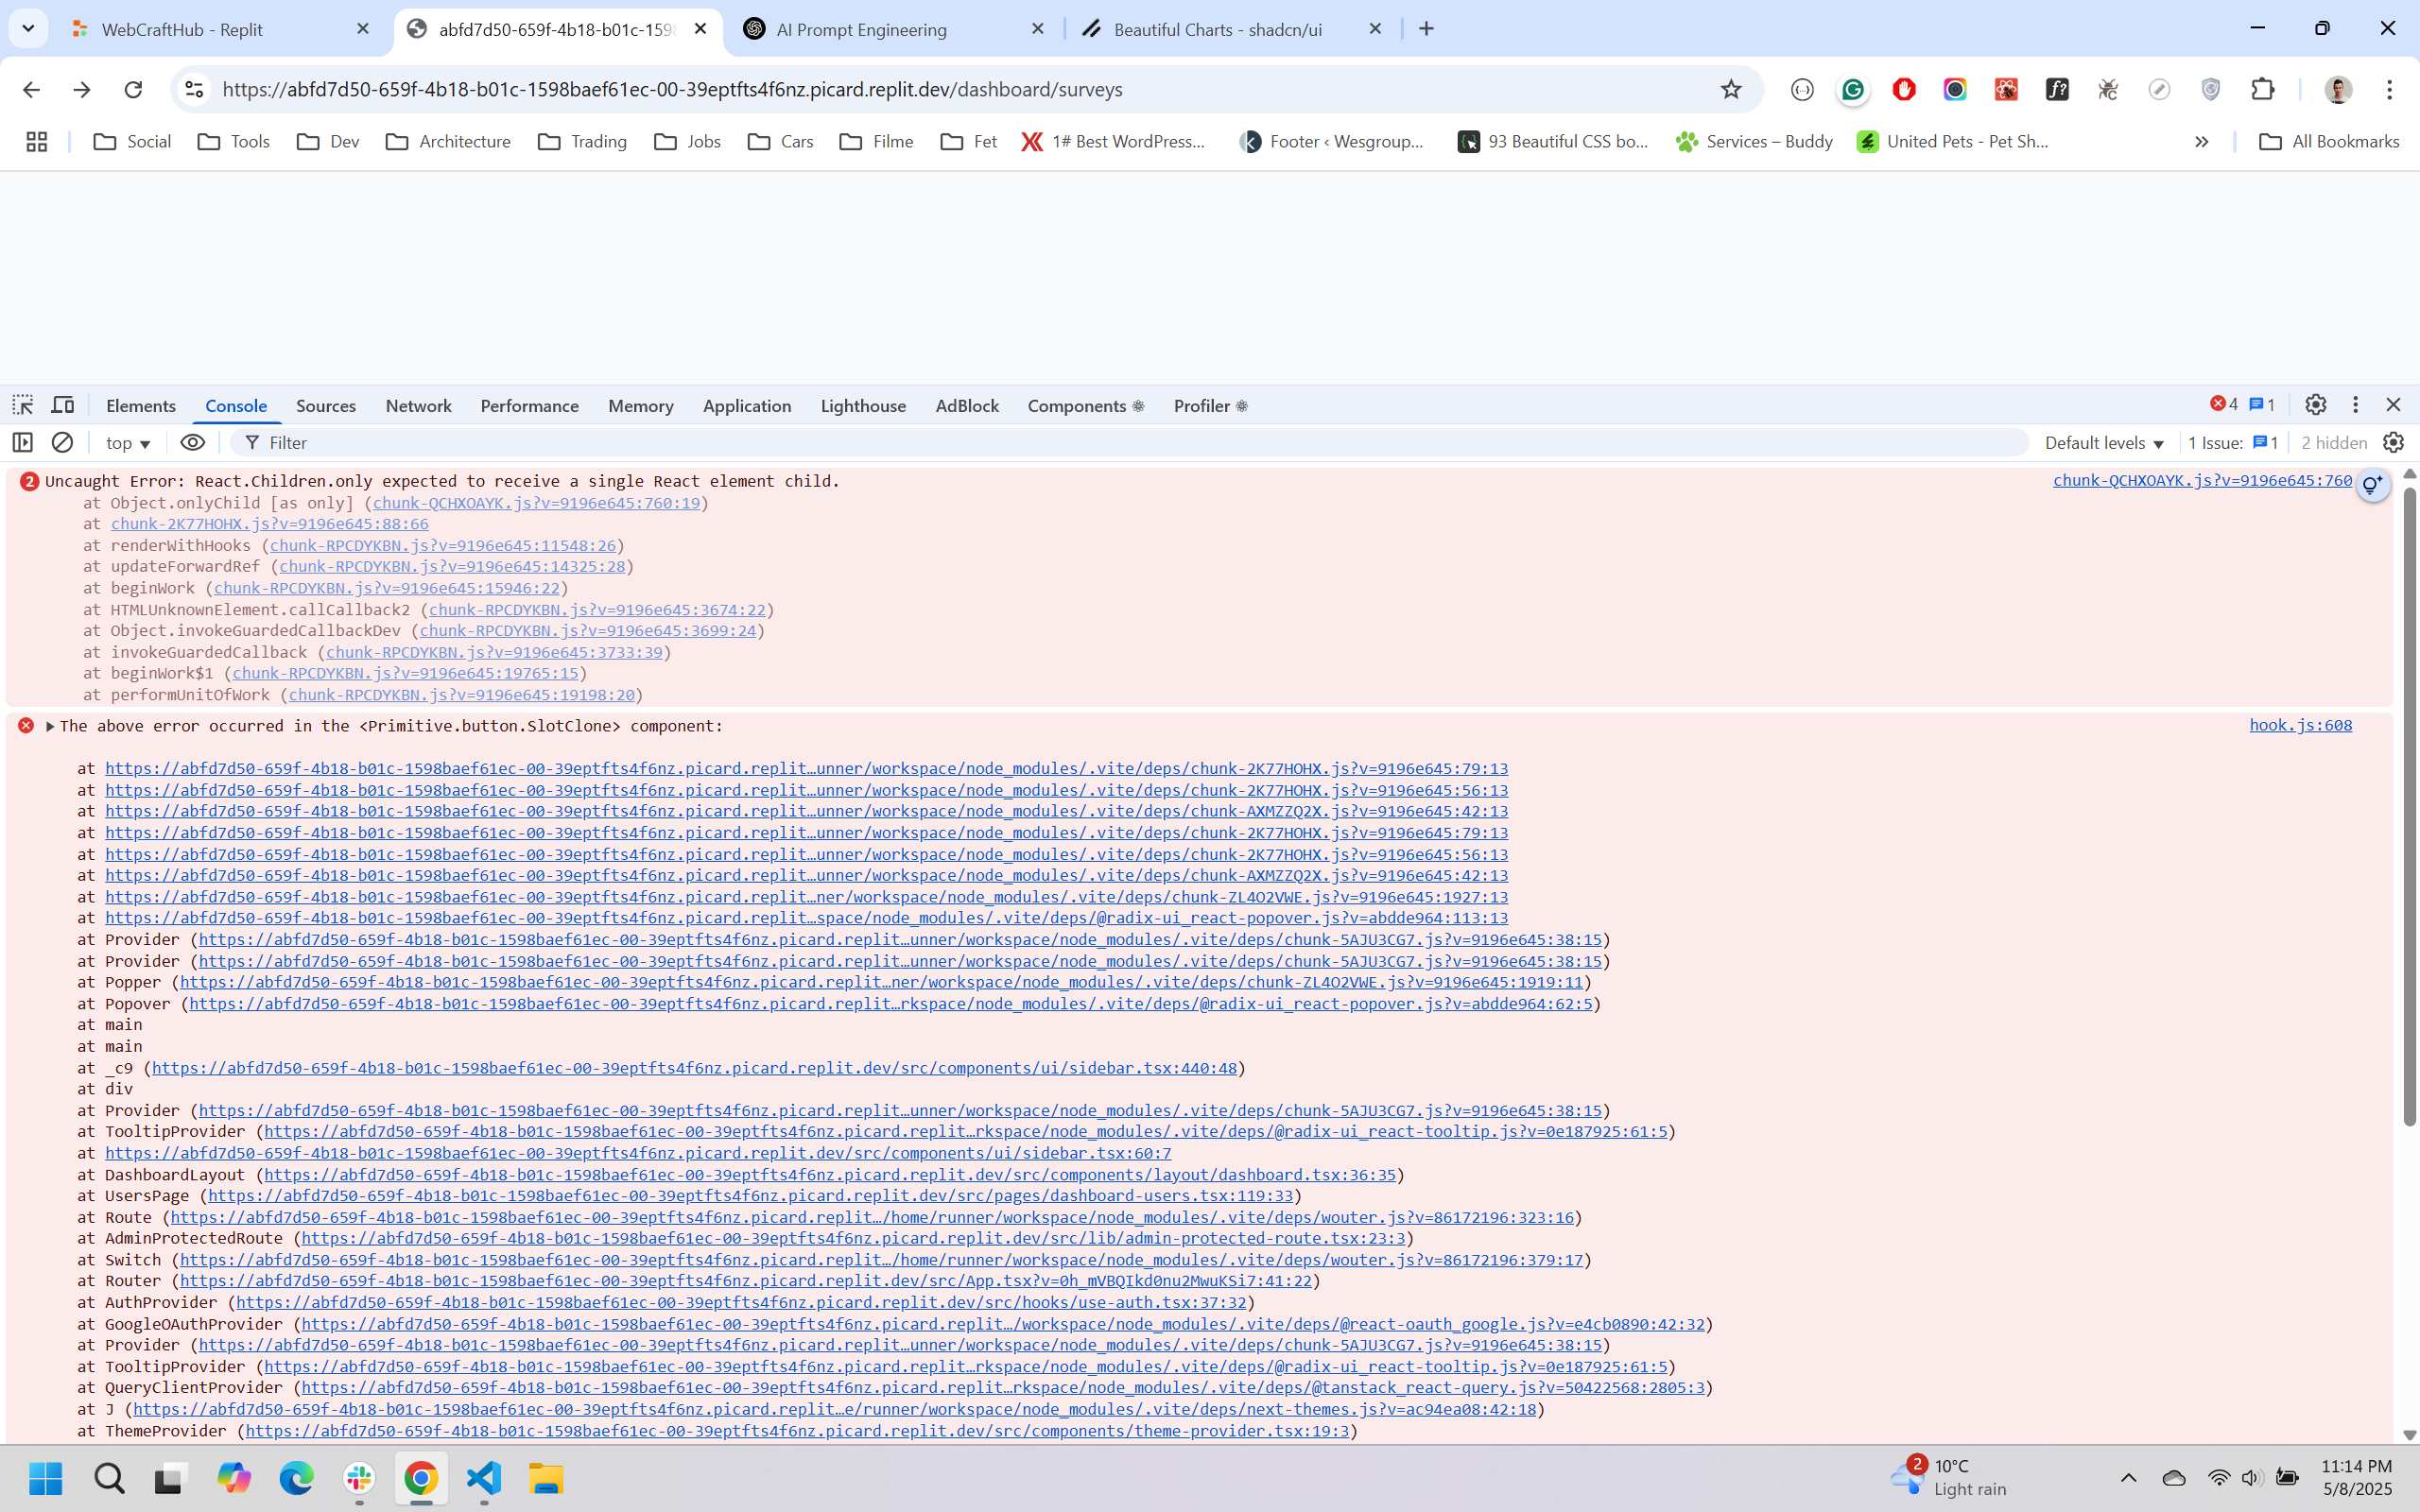 WebCraftHub - Replit
abfd7d50-659f-4b18-b01c-159
AI Prompt Engineering
Beautiful Charts - shadcn/ui
https://abfd7d50-659f-4b18-b01c-1598baef61ec-00-39eptfts4f6nz.picard.replit.dev/dashboard/surveys
Social Tools Dev Architecture Trading Jobs Cars Filme Fet 1# Best WordPress... Footer ‹ Wesgroup... 93 Beautiful CSS bo... Services – Buddy United Pets - Pet Sh... » All Bookmarks
Elements Console Sources Network Performance Memory Application Lighthouse AdBlock Components Profiler 4 1
top Filter Default levels 1 Issue: 1 2 hidden
2 Uncaught Error: React.Children.only expected to receive a single React element child. chunk-QCHXOAYK.js?v=9196e645:760
at Object.onlyChild [as only] (chunk-QCHXOAYK.js?v=9196e645:760:19)
at chunk-2K77HOHX.js?v=9196e645:88:66
at renderWithHooks (chunk-RPCDYKBN.js?v=9196e645:11548:26)
at updateForwardRef (chunk-RPCDYKBN.js?v=9196e645:14325:28)
at beginWork (chunk-RPCDYKBN.js?v=9196e645:15946:22)
at HTMLUnknownElement.callCallback2 (chunk-RPCDYKBN.js?v=9196e645:3674:22)
at Object.invokeGuardedCallbackDev (chunk-RPCDYKBN.js?v=9196e645:3699:24)
at invokeGuardedCallback (chunk-RPCDYKBN.js?v=9196e645:3733:39)
at beginWork$1 (chunk-RPCDYKBN.js?v=9196e645:19765:15)
at performUnitOfWork (chunk-RPCDYKBN.js?v=9196e645:19198:20)
The above error occurred in the <Primitive.button.SlotClone> component: hook.js:608
at https://abfd7d50-659f-4b18-b01c-1598baef61ec-00-39eptfts4f6nz.picard.replit…unner/workspace/node_modules/.vite/deps/chunk-2K77HOHX.js?v=9196e645:79:13
at https://abfd7d50-659f-4b18-b01c-1598baef61ec-00-39eptfts4f6nz.picard.replit…unner/workspace/node_modules/.vite/deps/chunk-2K77HOHX.js?v=9196e645:56:13
at https://abfd7d50-659f-4b18-b01c-1598baef61ec-00-39eptfts4f6nz.picard.replit…unner/workspace/node_modules/.vite/deps/chunk-AXMZZQ2X.js?v=9196e645:42:13
at https://abfd7d50-659f-4b18-b01c-1598baef61ec-00-39eptfts4f6nz.picard.replit…unner/workspace/node_modules/.vite/deps/chunk-2K77HOHX.js?v=9196e645:79:13
at https://abfd7d50-659f-4b18-b01c-1598baef61ec-00-39eptfts4f6nz.picard.replit…unner/workspace/node_modules/.vite/deps/chunk-2K77HOHX.js?v=9196e645:56:13
at https://abfd7d50-659f-4b18-b01c-1598baef61ec-00-39eptfts4f6nz.picard.replit…unner/workspace/node_modules/.vite/deps/chunk-AXMZZQ2X.js?v=9196e645:42:13
at https://abfd7d50-659f-4b18-b01c-1598baef61ec-00-39eptfts4f6nz.picard.replit…ner/workspace/node_modules/.vite/deps/chunk-ZL4O2VWE.js?v=9196e645:1927:13
at https://abfd7d50-659f-4b18-b01c-1598baef61ec-00-39eptfts4f6nz.picard.replit…space/node_modules/.vite/deps/@radix-ui_react-popover.js?v=abdde964:113:13
at Provider (https://abfd7d50-659f-4b18-b01c-1598baef61ec-00-39eptfts4f6nz.picard.replit…unner/workspace/node_modules/.vite/deps/chunk-5AJU3CG7.js?v=9196e645:38:15)
at Provider (https://abfd7d50-659f-4b18-b01c-1598baef61ec-00-39eptfts4f6nz.picard.replit…unner/workspace/node_modules/.vite/deps/chunk-5AJU3CG7.js?v=9196e645:38:15)
at Popper (https://abfd7d50-659f-4b18-b01c-1598baef61ec-00-39eptfts4f6nz.picard.replit…ner/workspace/node_modules/.vite/deps/chunk-ZL4O2VWE.js?v=9196e645:1919:11)
at Popover (https://abfd7d50-659f-4b18-b01c-1598baef61ec-00-39eptfts4f6nz.picard.replit…rkspace/node_modules/.vite/deps/@radix-ui_react-popover.js?v=abdde964:62:5)
at main
at main
at _c9 (https://abfd7d50-659f-4b18-b01c-1598baef61ec-00-39eptfts4f6nz.picard.replit.dev/src/components/ui/sidebar.tsx:440:48)
at div
at Provider (https://abfd7d50-659f-4b18-b01c-1598baef61ec-00-39eptfts4f6nz.picard.replit…unner/workspace/node_modules/.vite/deps/chunk-5AJU3CG7.js?v=9196e645:38:15)
at TooltipProvider (https://abfd7d50-659f-4b18-b01c-1598baef61ec-00-39eptfts4f6nz.picard.replit…rkspace/node_modules/.vite/deps/@radix-ui_react-tooltip.js?v=0e187925:61:5)
at https://abfd7d50-659f-4b18-b01c-1598baef61ec-00-39eptfts4f6nz.picard.replit.dev/src/components/ui/sidebar.tsx:60:7
at DashboardLayout (https://abfd7d50-659f-4b18-b01c-1598baef61ec-00-39eptfts4f6nz.picard.replit.dev/src/components/layout/dashboard.tsx:36:35)
at UsersPage (https://abfd7d50-659f-4b18-b01c-1598baef61ec-00-39eptfts4f6nz.picard.replit.dev/src/pages/dashboard-users.tsx:119:33)
at Route (https://abfd7d50-659f-4b18-b01c-1598baef61ec-00-39eptfts4f6nz.picard.replit…/home/runner/workspace/node_modules/.vite/deps/wouter.js?v=86172196:323:16)
at AdminProtectedRoute (https://abfd7d50-659f-4b18-b01c-1598baef61ec-00-39eptfts4f6nz.picard.replit.dev/src/lib/admin-protected-route.tsx:23:3)
at Switch (https://abfd7d50-659f-4b18-b01c-1598baef61ec-00-39eptfts4f6nz.picard.replit…/home/runner/workspace/node_modules/.vite/deps/wouter.js?v=86172196:379:17)
at Router (https://abfd7d50-659f-4b18-b01c-1598baef61ec-00-39eptfts4f6nz.picard.replit.dev/src/App.tsx?v=0h_mVBQIkd0nu2MwuKSi7:41:22)
at AuthProvider (https://abfd7d50-659f-4b18-b01c-1598baef61ec-00-39eptfts4f6nz.picard.replit.dev/src/hooks/use-auth.tsx:37:32)
at GoogleOAuthProvider (https://abfd7d50-659f-4b18-b01c-1598baef61ec-00-39eptfts4f6nz.picard.replit…/workspace/node_modules/.vite/deps/@react-oauth_google.js?v=e4cb0890:42:32)
at Provider (https://abfd7d50-659f-4b18-b01c-1598baef61ec-00-39eptfts4f6nz.picard.replit…unner/workspace/node_modules/.vite/deps/chunk-5AJU3CG7.js?v=9196e645:38:15)
at TooltipProvider (https://abfd7d50-659f-4b18-b01c-1598baef61ec-00-39eptfts4f6nz.picard.replit…rkspace/node_modules/.vite/deps/@radix-ui_react-tooltip.js?v=0e187925:61:5)
at QueryClientProvider (https://abfd7d50-659f-4b18-b01c-1598baef61ec-00-39eptfts4f6nz.picard.replit…rkspace/node_modules/.vite/deps/@tanstack_react-query.js?v=50422568:2805:3)
at J (https://abfd7d50-659f-4b18-b01c-1598baef61ec-00-39eptfts4f6nz.picard.replit…e/runner/workspace/node_modules/.vite/deps/next-themes.js?v=ac94ea08:42:18)
at ThemeProvider (https://abfd7d50-659f-4b18-b01c-1598baef61ec-00-39eptfts4f6nz.picard.replit.dev/src/components/theme-provider.tsx:19:3)
2 10°C
Light rain
11:14 PM
5/8/2025